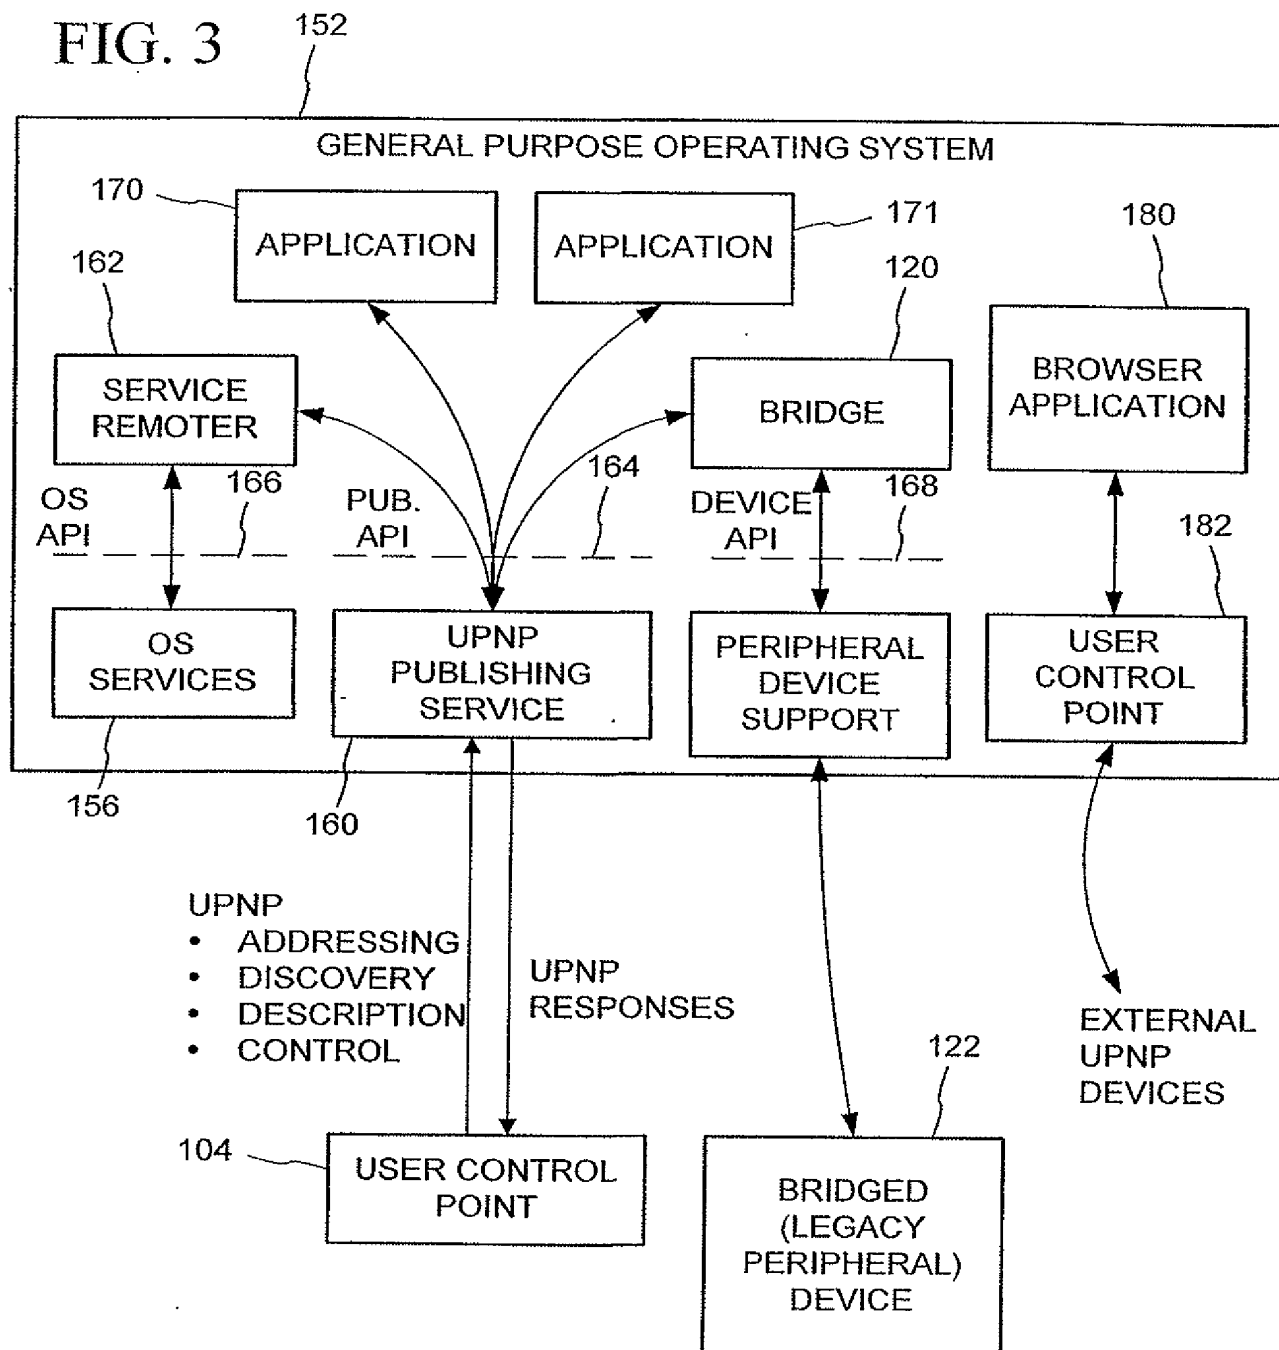 FIG. 3
152
GENERAL PURPOSE OPERATING SYSTEM
170
APPLICATION
APPLICATION
171
180
162
120
SERVICE
REMOTER
BRIDGE
BROWSER
APPLICATION
OS
API
166
PUB.
API
164
DEVICE
API
168
182
OS
SERVICES
UPNP
PUBLISHING
SERVICE
PERIPHERAL
DEVICE
SUPPORT
USER
CONTROL
POINT
156
160
UPNP
• ADDRESSING
• DISCOVERY
• DESCRIPTION
• CONTROL
UPNP
RESPONSES
EXTERNAL
UPNP
DEVICES
122
104
USER CONTROL
POINT
BRIDGED
(LEGACY
PERIPHERAL)
DEVICE